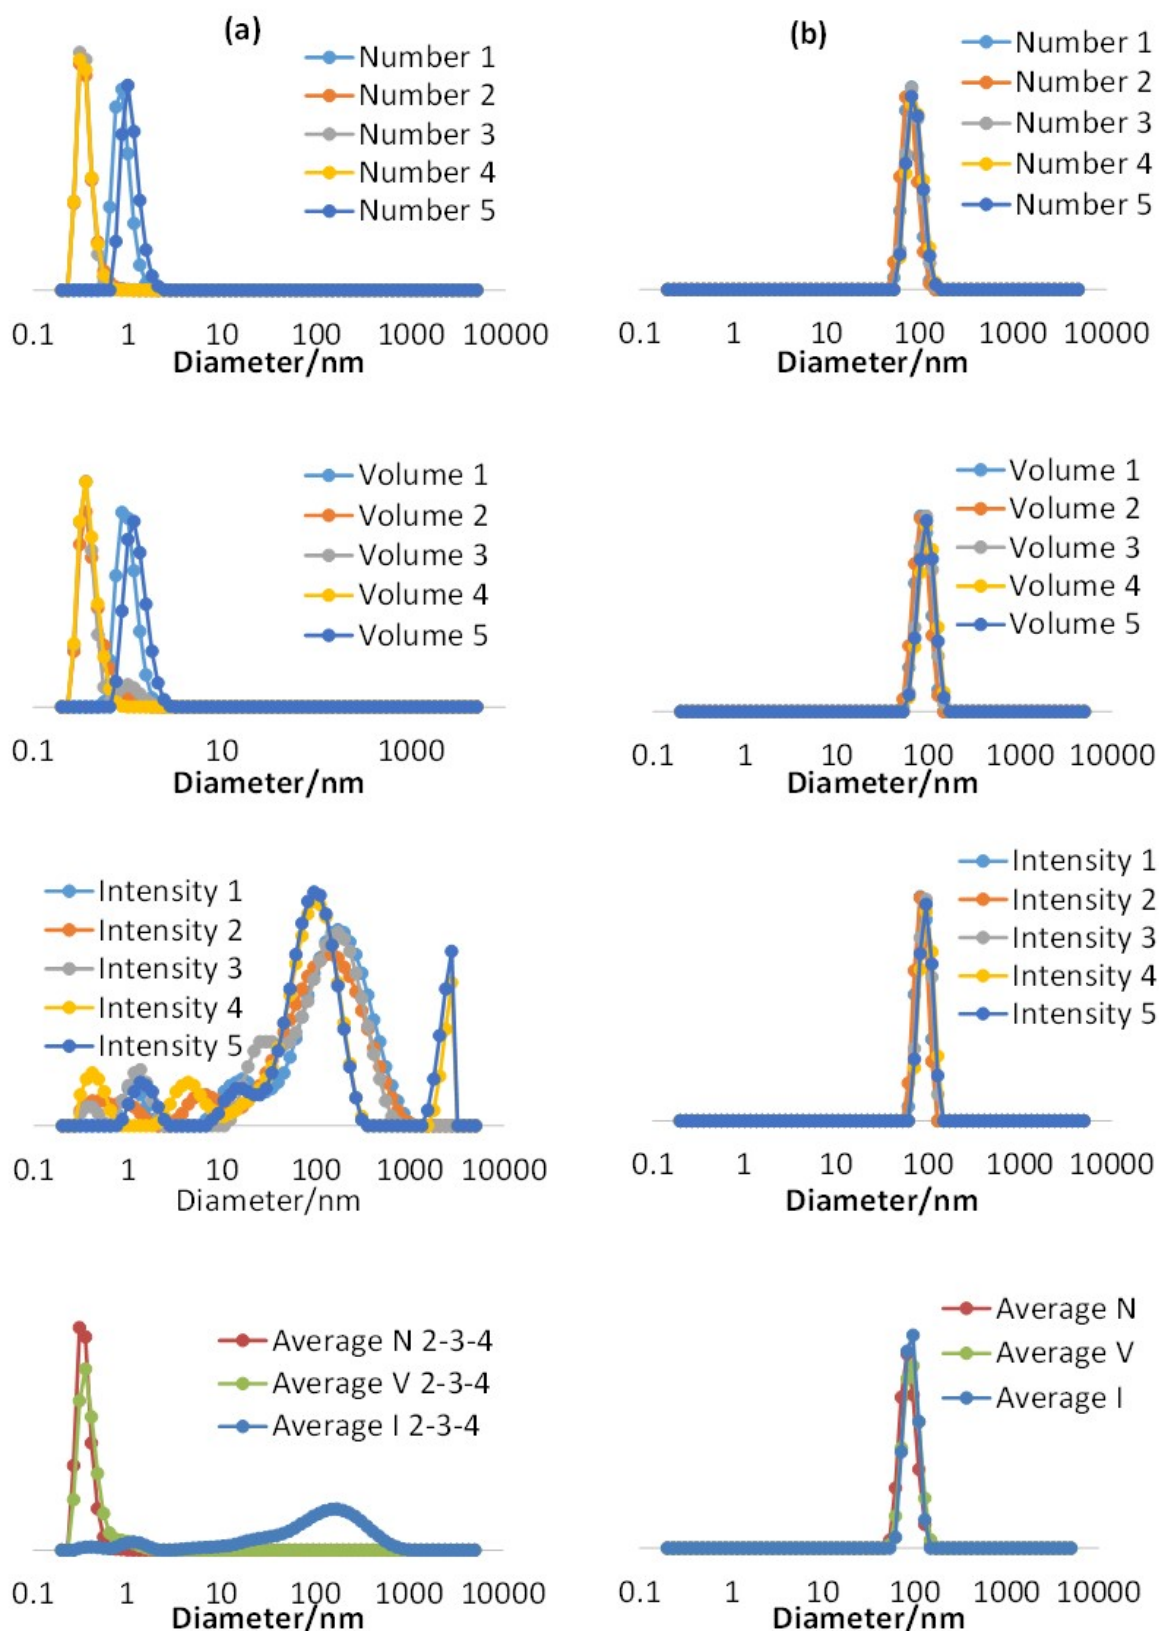 (a)
Number 1
Number 2
Number 3
Number 4
Number 5
0.1 1 10 100 1000 10000
Diameter/nm
(b)
Number 1
Number 2
Number 3
Number 4
Number 5
0.1 1 10 100 1000 10000
Diameter/nm
Volume 1
Volume 2
Volume 3
Volume 4
Volume 5
0.1 10 1000
Diameter/nm
Volume 1
Volume 2
Volume 3
Volume 4
Volume 5
0.1 1 10 100 1000 10000
Diameter/nm
Intensity 1
Intensity 2
Intensity 3
Intensity 4
Intensity 5
0.1 1 10 100 1000 10000
Diameter/nm
Intensity 1
Intensity 2
Intensity 3
Intensity 4
Intensity 5
0.1 1 10 100 1000 10000
Diameter/nm
Average N 2-3-4
Average V 2-3-4
Average I 2-3-4
0.1 1 10 100 1000 10000
Diameter/nm
Average N
Average V
Average I
0.1 1 10 100 1000 10000
Diameter/nm